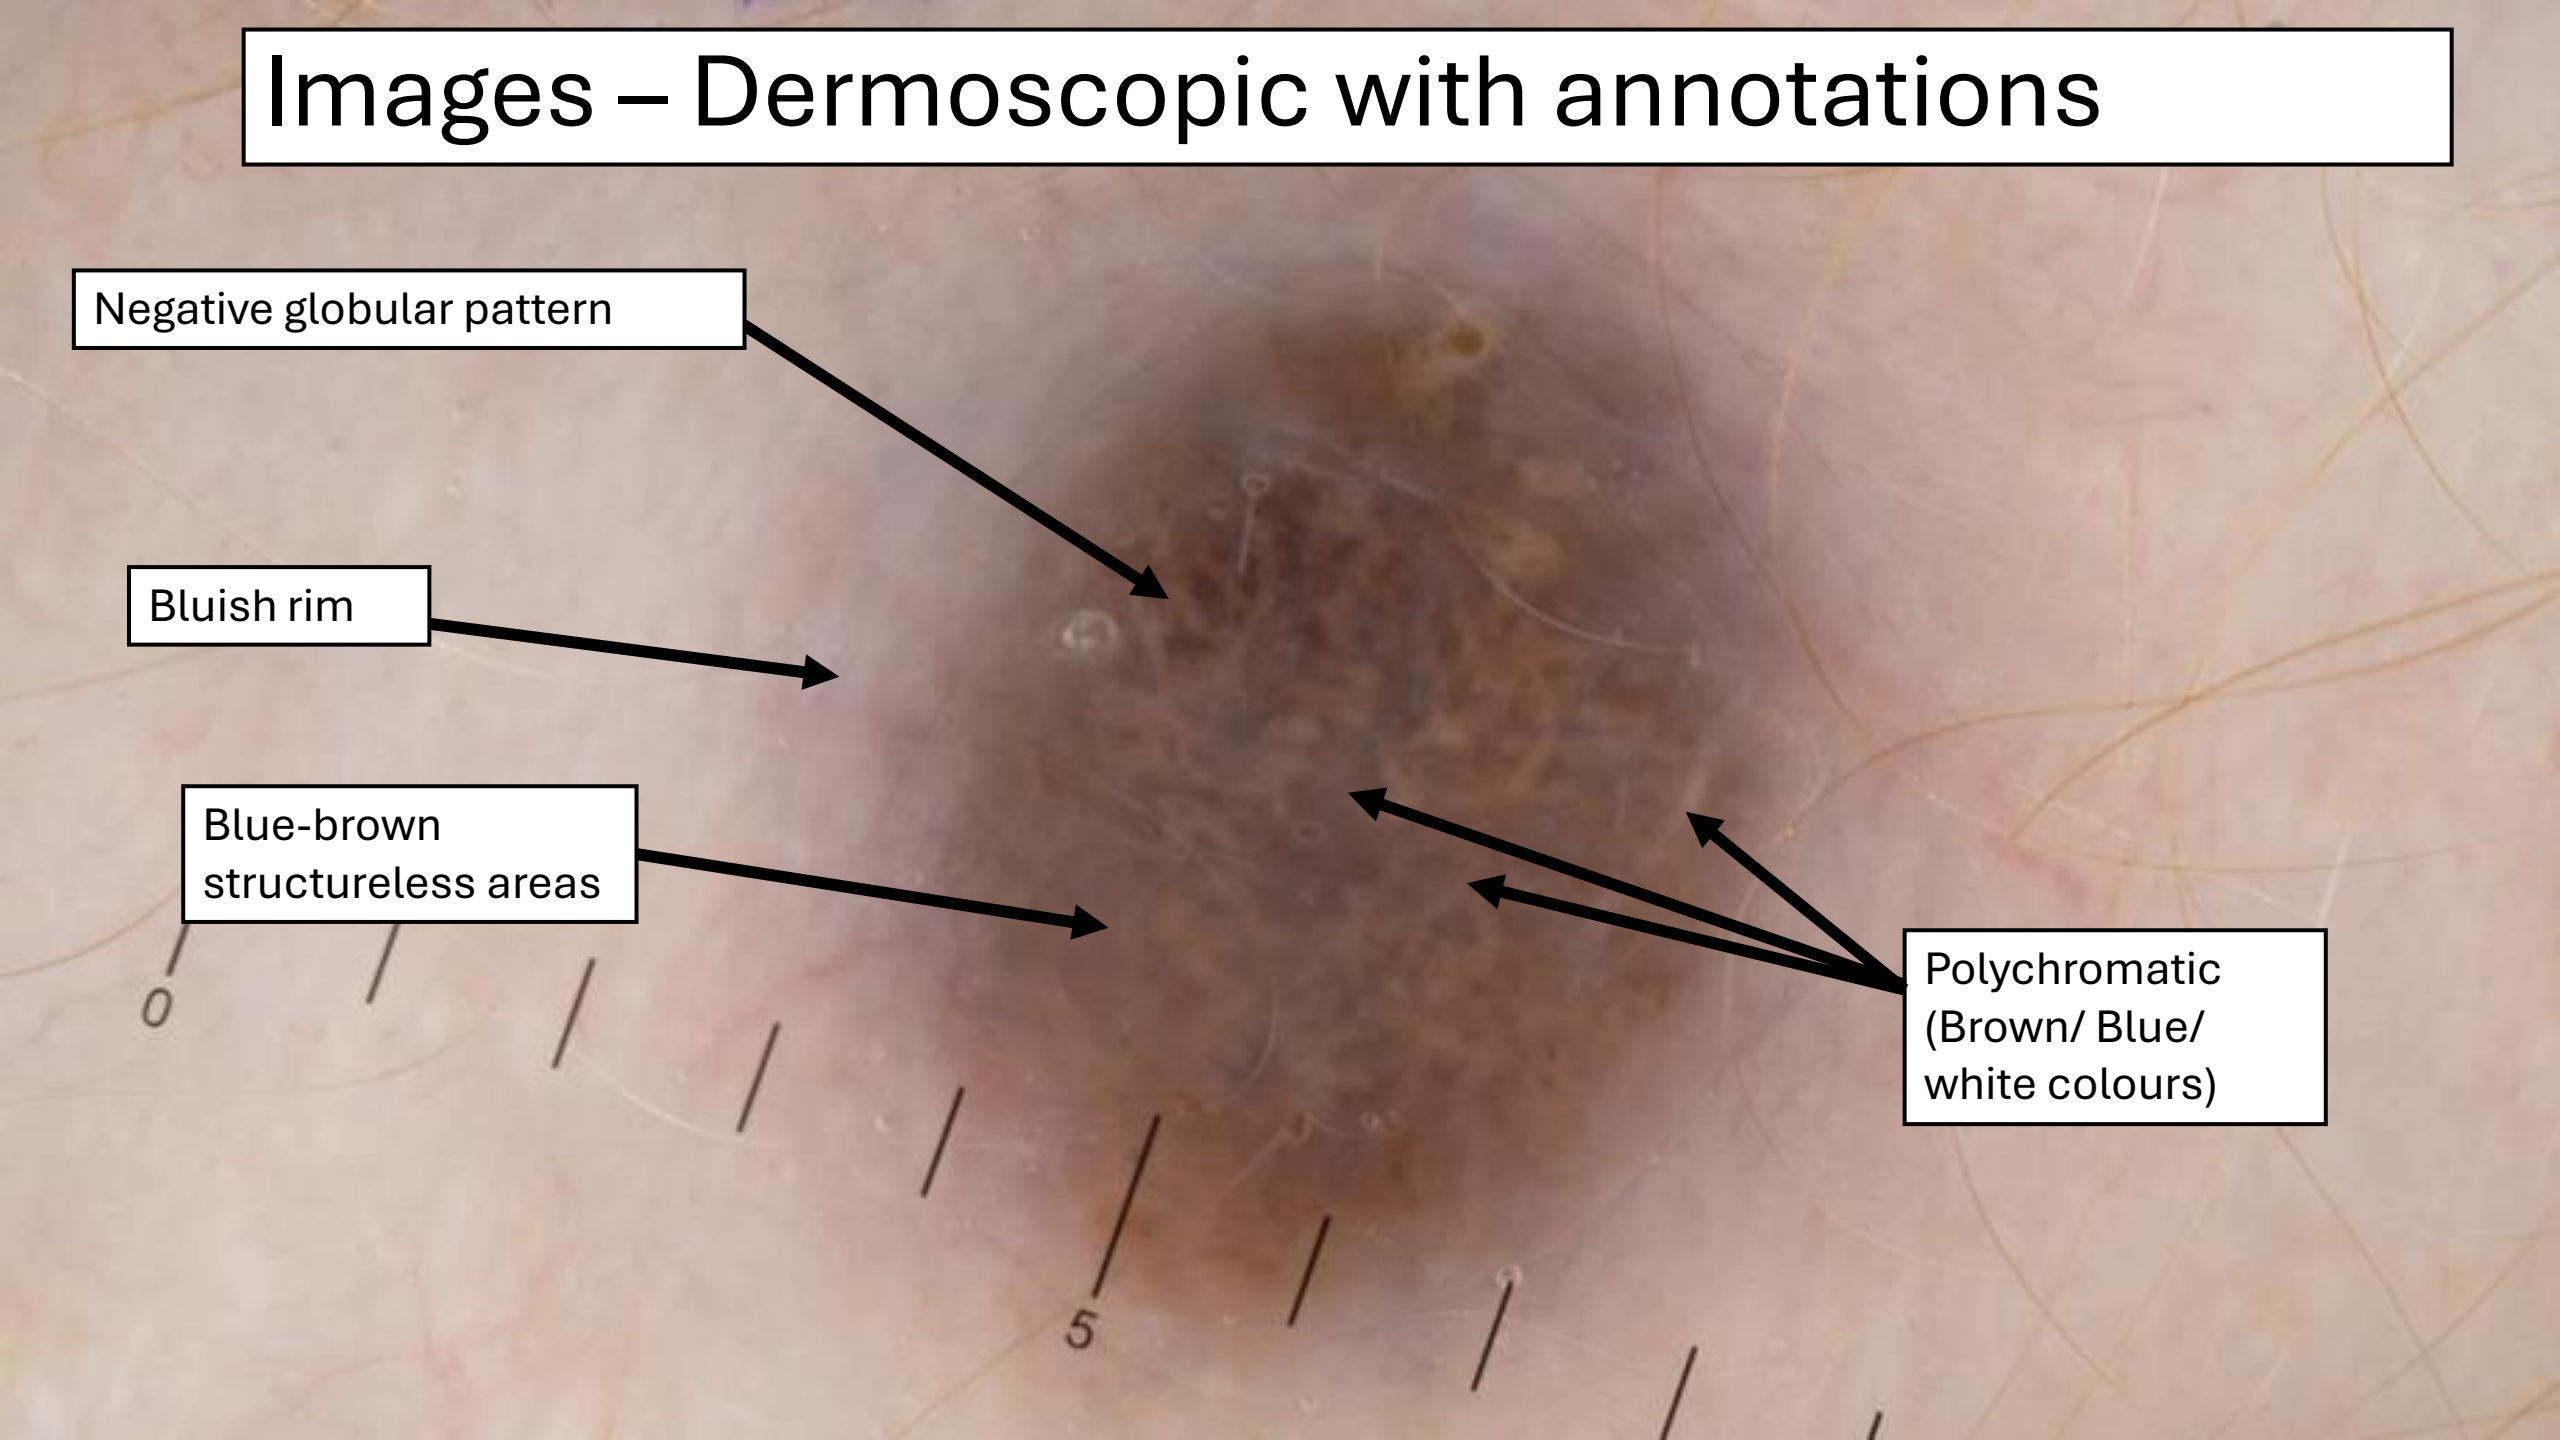 Images – Dermoscopic with annotations
Negative globular pattern
Bluish rim
Blue-brown
structureless areas
Polychromatic
(Brown/ Blue/
white colours)
0
5